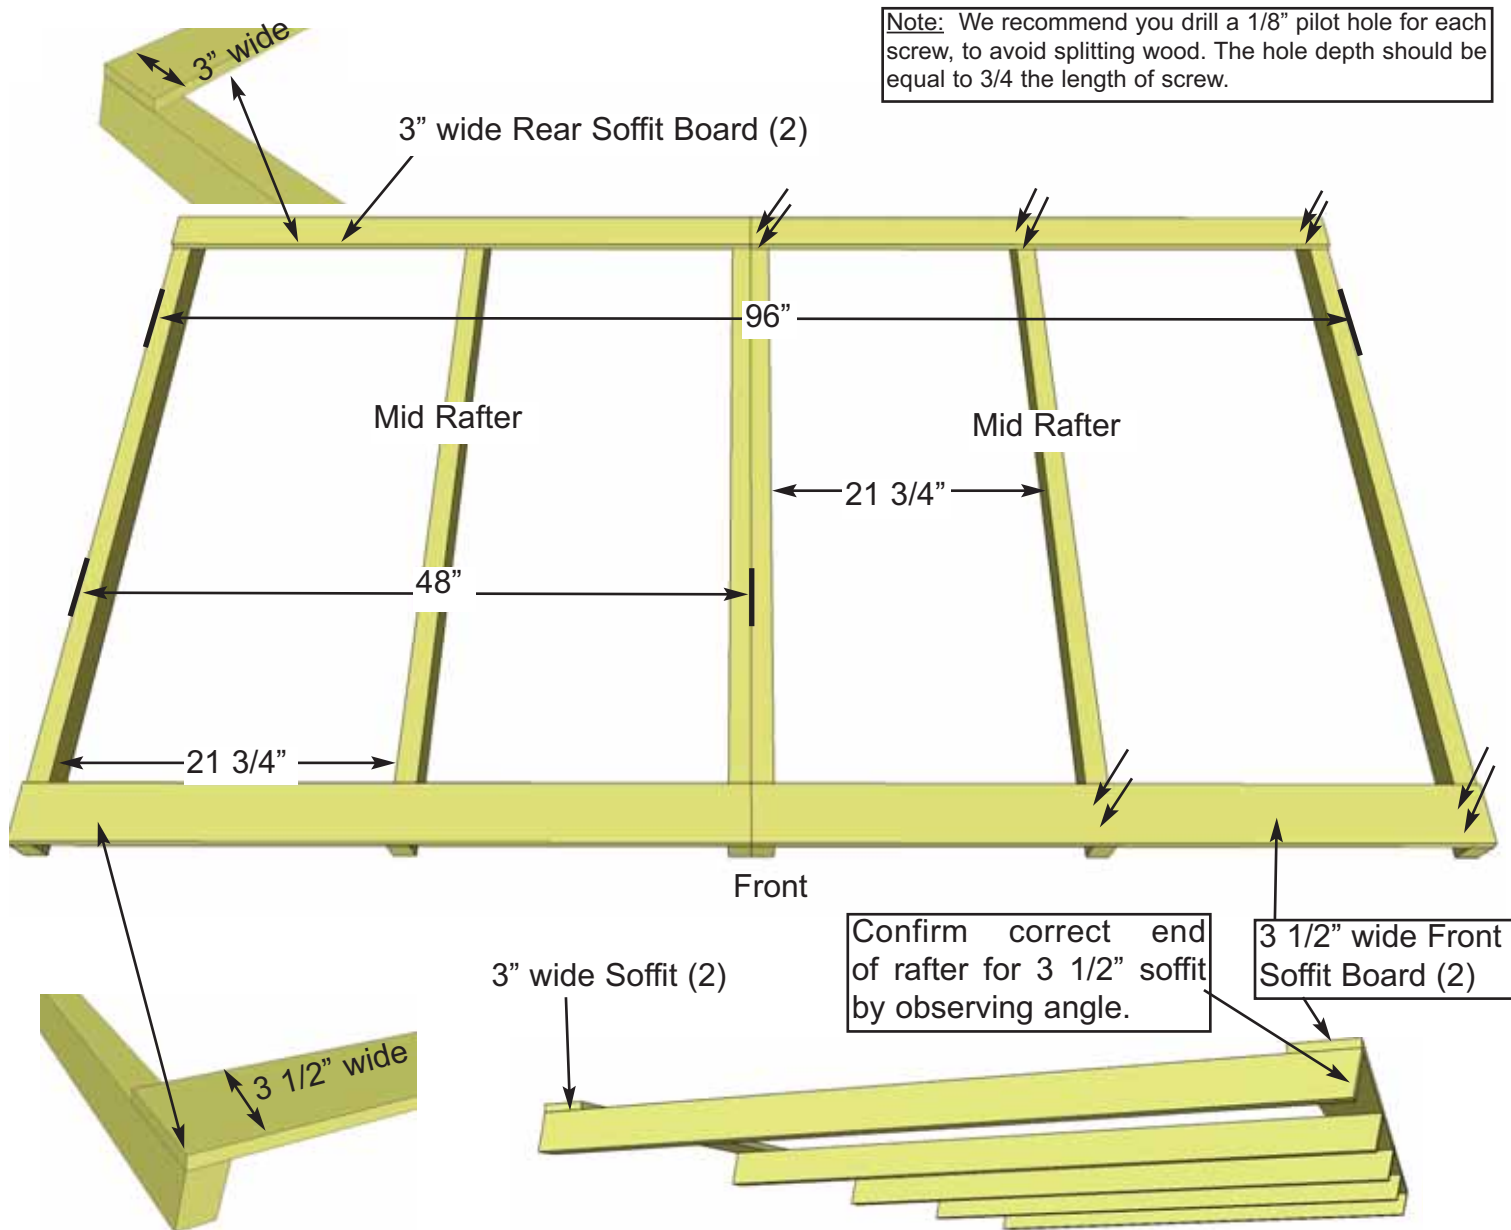 Note: We recommend you drill a 1/8” pilot hole for each
screw, to avoid splitting wood. The hole depth should be
equal to 3/4 the length of screw.
3” wide
3” wide Rear Soffit Board (2)
96”
Mid Rafter
Mid Rafter
21 3/4”
48”
21 3/4”
Front
3” wide Soffit (2)
Confirm correct end
of rafter for 3 1/2” soffit
by observing angle.
3 1/2” wide Front
Soffit Board (2)
3 1/2” wide